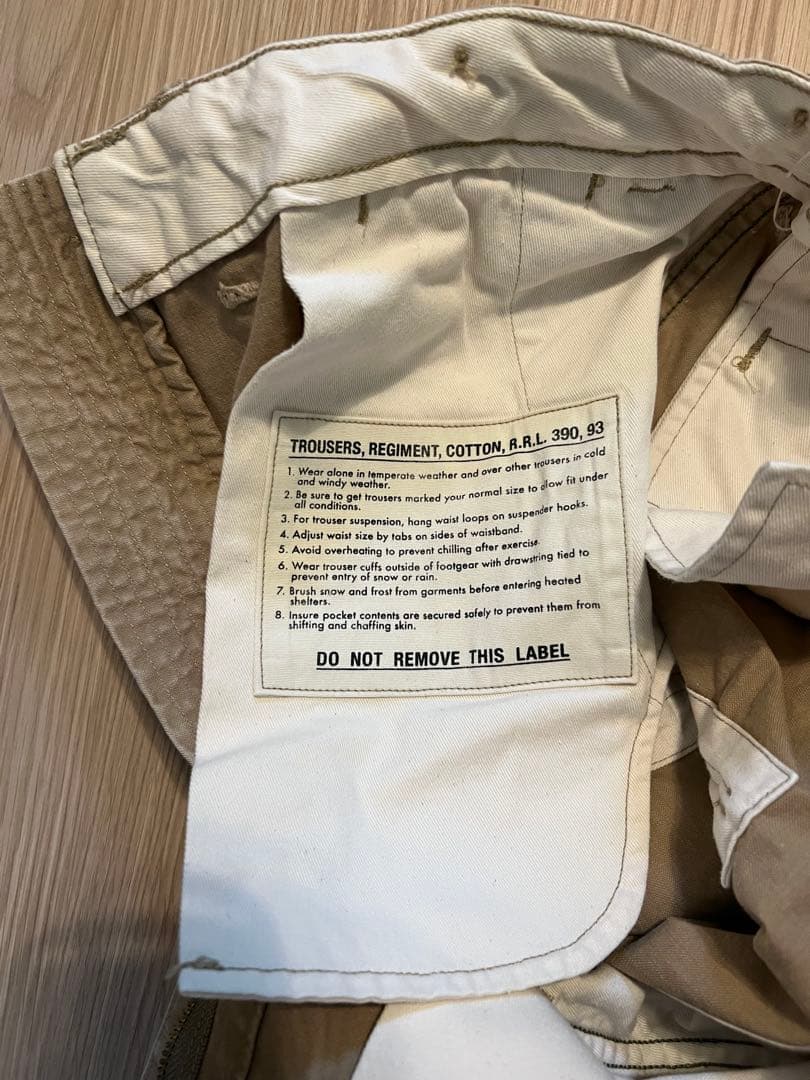 TROUSERS, REGIMENT, COTTON, R.R.L. 390, 93
1. Wear alone in temperate weather and over other trousers in cold
and windy weather.
2. Be sure to get trousers marked your normal size to alow fit under
all conditions.
3. For trouser suspension, hang waist loops on suspender hooks.
4. Adjust waist size by tabs on sides of waistband.
5. Avoid overheating to prevent chilling after exercise.
6. Wear trouser cuffs outside of footgear with drawstring tied to
prevent entry of snow or rain.
7. Brush snow and frost from garments before entering heated
shelters.
8. Insure pocket contents are secured safely to prevent them from
shifting and chaffing skin.
DO NOT REMOVE THIS LABEL